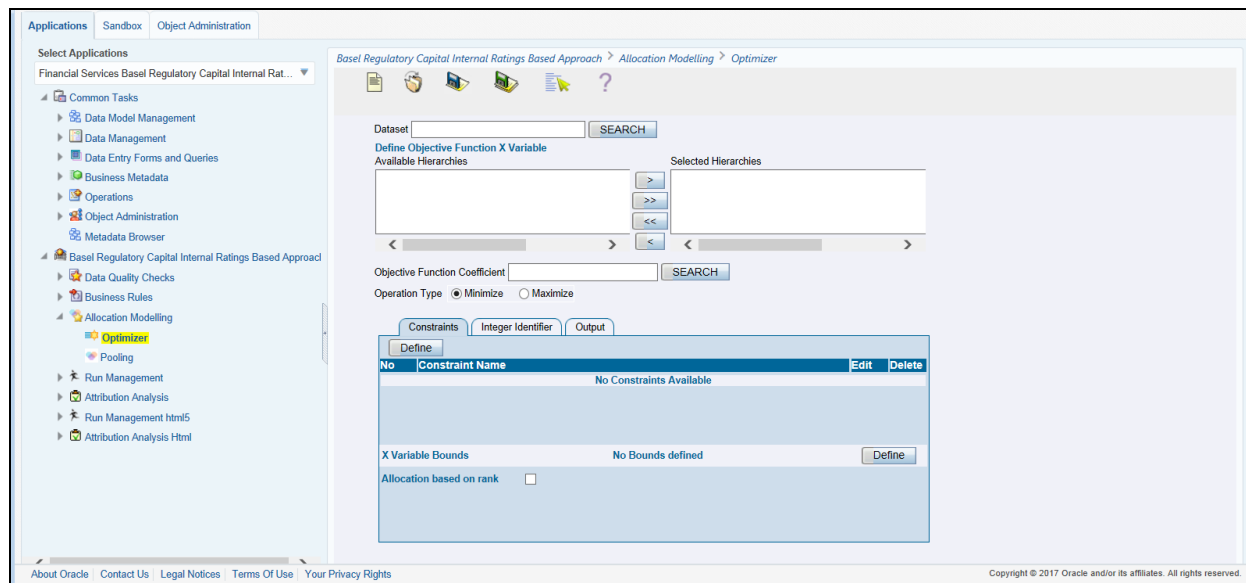 Applications Sandbox Object Administration
Select Applications
Financial Services Basel Regulatory Capital Internal Rat...
Common Tasks
Data Model Management
Data Management
Data Entry Forms and Queries
Business Metadata
Operations
Object Administration
Metadata Browser
Basel Regulatory Capital Internal Ratings Based Approacl
Data Quality Checks
Business Rules
Allocation Modelling
Optimizer
Pooling
Run Management
Attribution Analysis
Run Management html5
Attribution Analysis Html
Basel Regulatory Capital Internal Ratings Based Approach > Allocation Modelling > Optimizer
?
Dataset SEARCH
Define Objective Function X Variable
Available Hierarchies Selected Hierarchies
>
>>
<<
<
Objective Function Coefficient SEARCH
Operation Type Minimize Maximize
Constraints Integer Identifier Output
Define
No Constraint Name Edit Delete
No Constraints Available
X Variable Bounds No Bounds defined Define
Allocation based on rank
About Oracle Contact Us Legal Notices Terms Of Use Your Privacy Rights
Copyright © 2017 Oracle and/or its affiliates. All rights reserved.